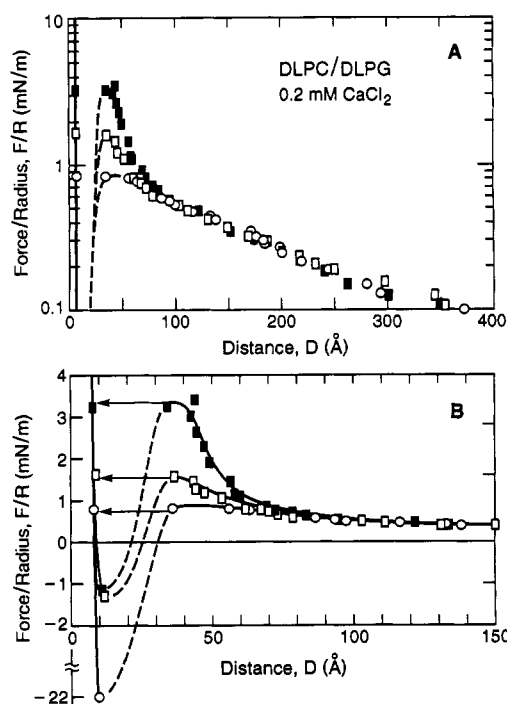 A
DLPC/DLPG
0.2 mM CaCl₂
Force/Radius, F/R (mN/m)
10
1
0.1
0 100 200 300 400
Distance, D (Å)
B
Force/Radius, F/R (mN/m)
4
3
2
1
0
-1
-2
-22
0 50 100 150
Distance, D (Å)